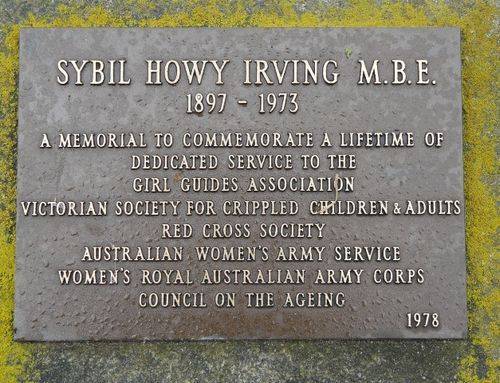 SYBIL HOWY IRVING M.B.E.
1897 - 1973
A MEMORIAL TO COMMEMORATE A LIFETIME OF
DEDICATED SERVICE TO THE
GIRL GUIDES ASSOCIATION
VICTORIAN SOCIETY FOR CRIPPLED CHILDREN & ADULTS
RED CROSS SOCIETY
AUSTRALIAN WOMEN'S ARMY SERVICE
WOMEN'S ROYAL AUSTRALIAN ARMY CORPS
COUNCIL ON THE AGEING
1978